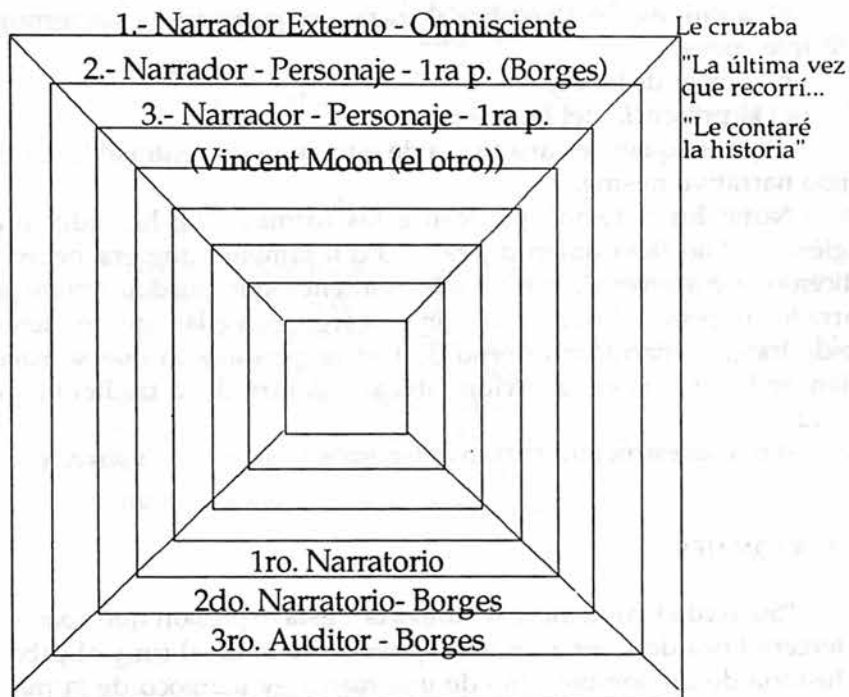 1.- Narrador Externo - Omnisciente
Le cruzaba
2.- Narrador - Personaje - 1ra p. (Borges)
"La última vez
que recorrí...
3.- Narrador - Personaje - 1ra p.
"Le contaré
la historia"
(Vincent Moon (el otro))
1ro. Narratorio
2do. Narratorio- Borges
3ro. Auditor - Borges